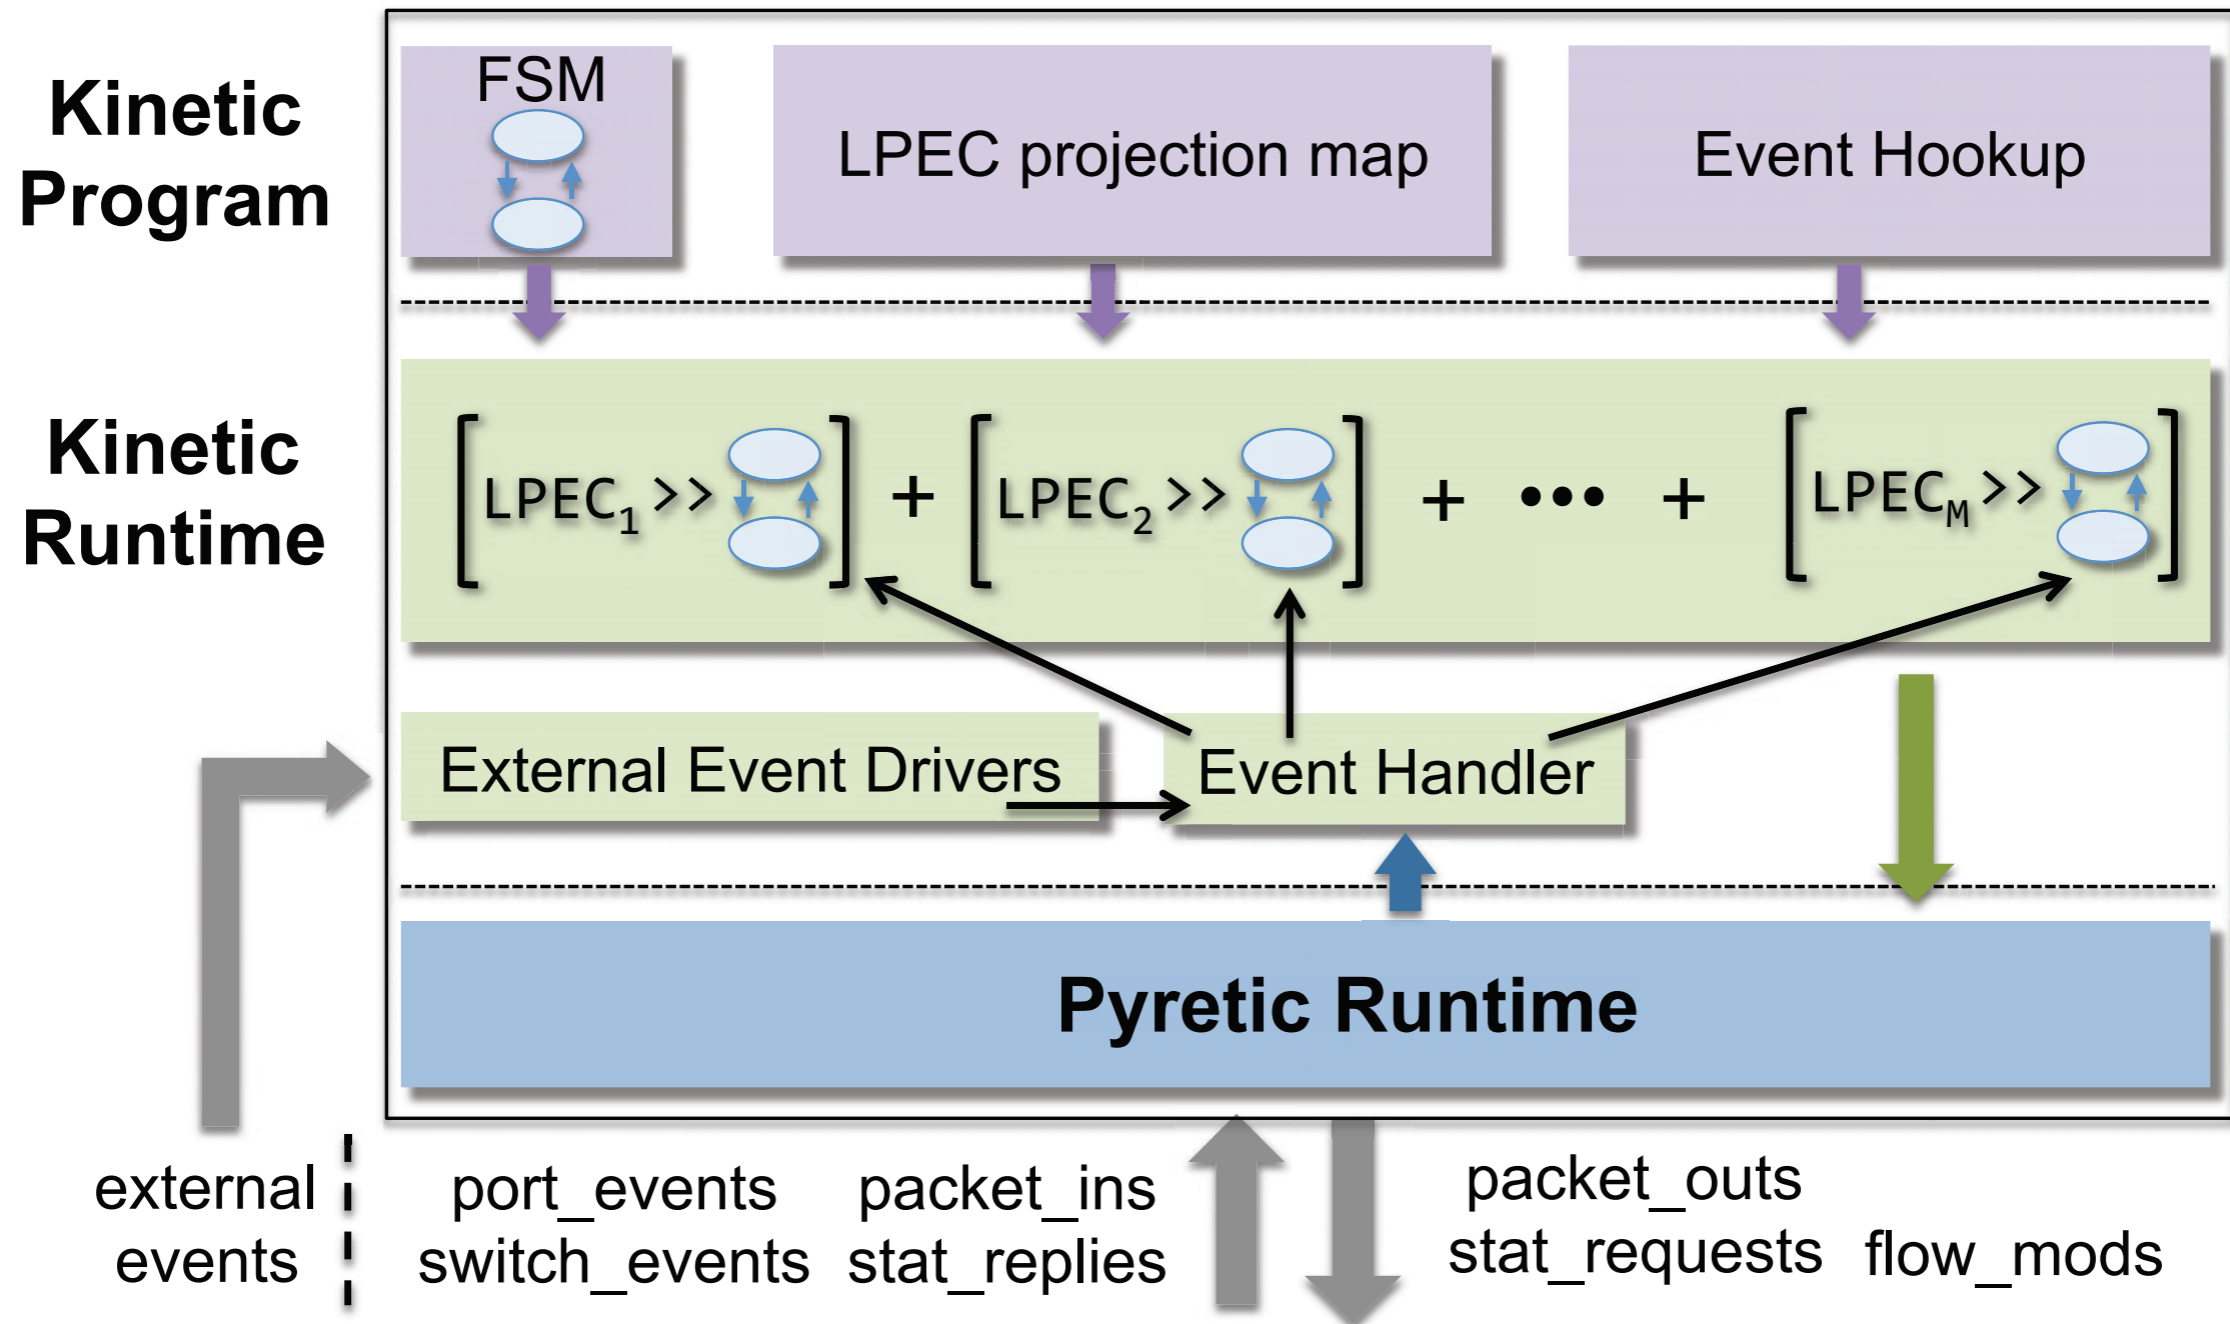 Kinetic
Program
FSM
LPEC projection map
Event Hookup
Kinetic
Runtime
[LPEC₁ >> ] + [LPEC₂ >> ] + ••• + [LPEC_M >> ]
External Event Drivers
Event Handler
Pyretic Runtime
external
events
port_events
switch_events
packet_ins
stat_replies
packet_outs
stat_requests
flow_mods